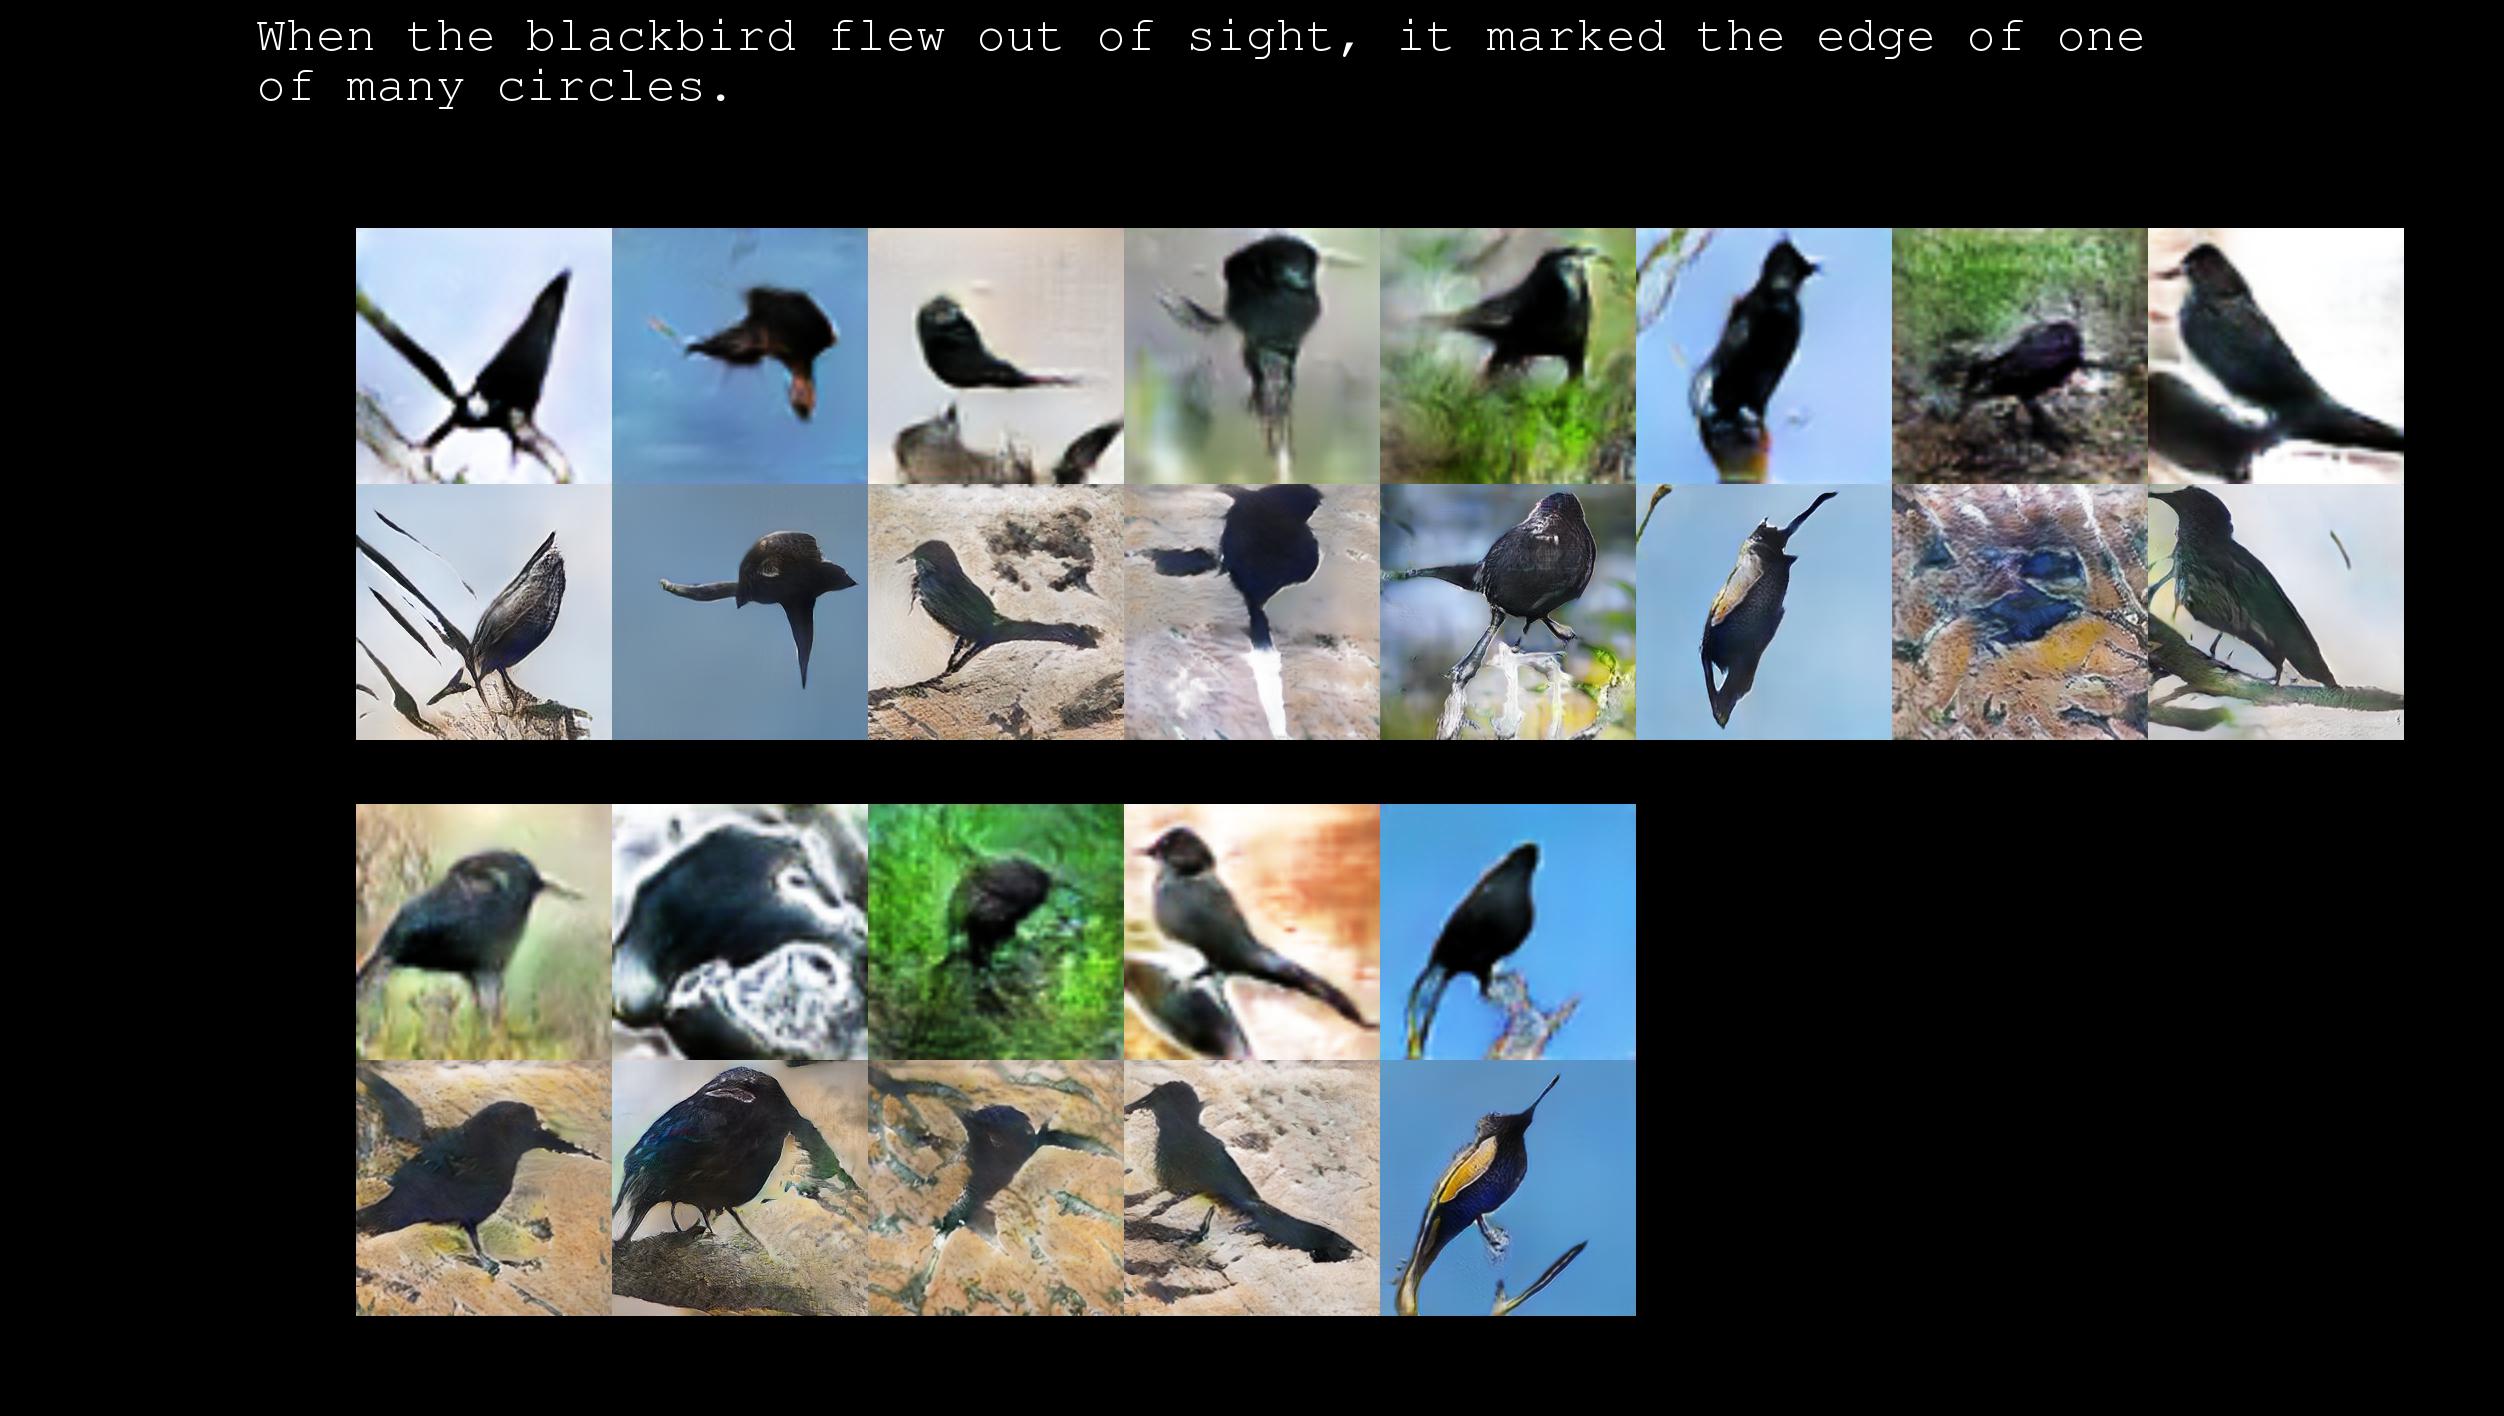 When the blackbird flew out of sight, it marked the edge of one
of many circles.